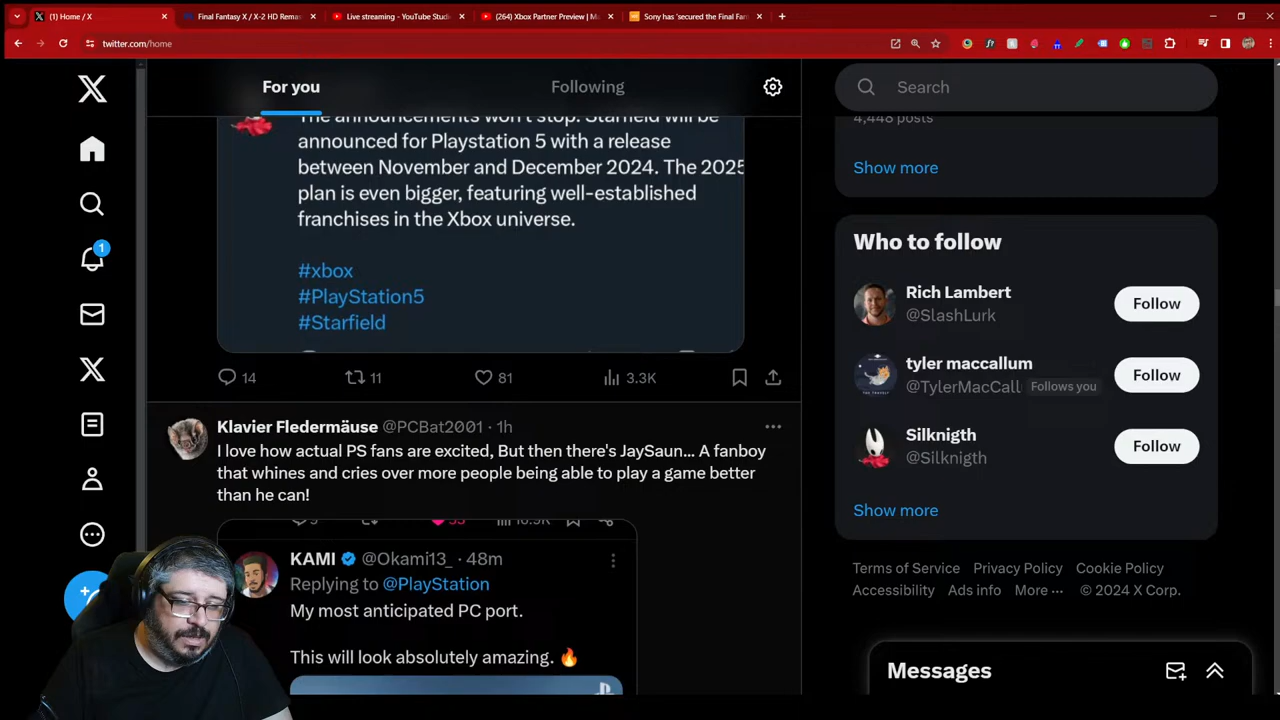 (1) Home / X
Final Fantasy X / X-2 HD Rema
Live streaming - YouTube Studi
(264) Xbox Partner Preview | M
Sony has 'secured the Final Fan
twitter.com/home
For you
Following
Search
The announcements won't stop. Starfield will be
announced for Playstation 5 with a release
between November and December 2024. The 2025
plan is even bigger, featuring well-established
franchises in the Xbox universe.
#xbox
#PlayStation5
#Starfield
14
11
81
3.3K
Klavier Fledermäuse @PCBat2001 · 1h
I love how actual PS fans are excited, But then there's JaySaun... A fanboy
that whines and cries over more people being able to play a game better
than he can!
KAMI @Okami13_ · 48m
Replying to @PlayStation
My most anticipated PC port.
This will look absolutely amazing. 🔥
4,448 posts
Show more
Who to follow
Rich Lambert
@SlashLurk
Follow
tyler maccallum
@TylerMacCall
Follows you
Follow
Silknigth
@Silknigth
Follow
Show more
Terms of Service Privacy Policy Cookie Policy
Accessibility Ads info More ··· © 2024 X Corp.
Messages
1